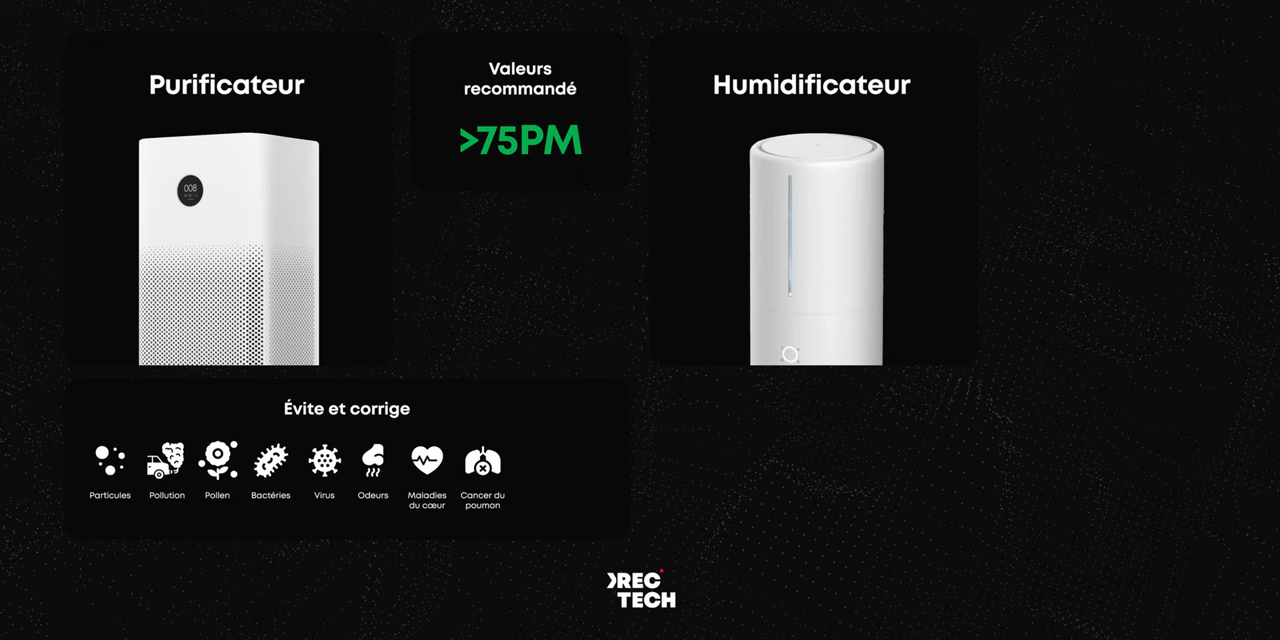 Purificateur
008
Valeurs
recommandé
>75PM
Humidificateur
Évite et corrige
Particules
Pollution
Pollen
Bactéries
Virus
Odeurs
Maladies
du cœur
Cancer du
poumon
REC
TECH